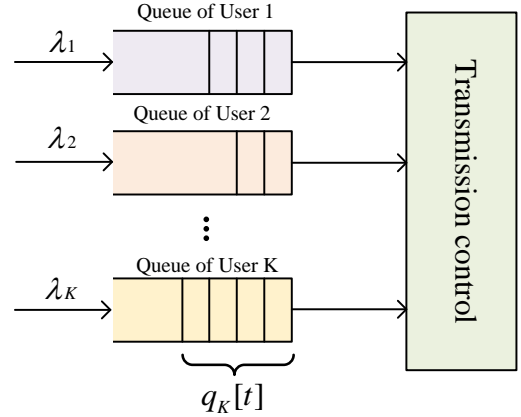 Queue of User 1
λ1
Queue of User 2
λ2
⋮
Queue of User K
λK
qK[t]
Transmission control